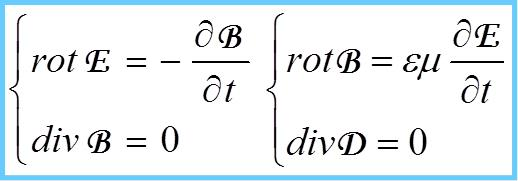 rot ℰ = − ∂ℬ/∂t
div ℬ = 0
rotℬ = εμ ∂ℰ/∂t
div𝒟 = 0